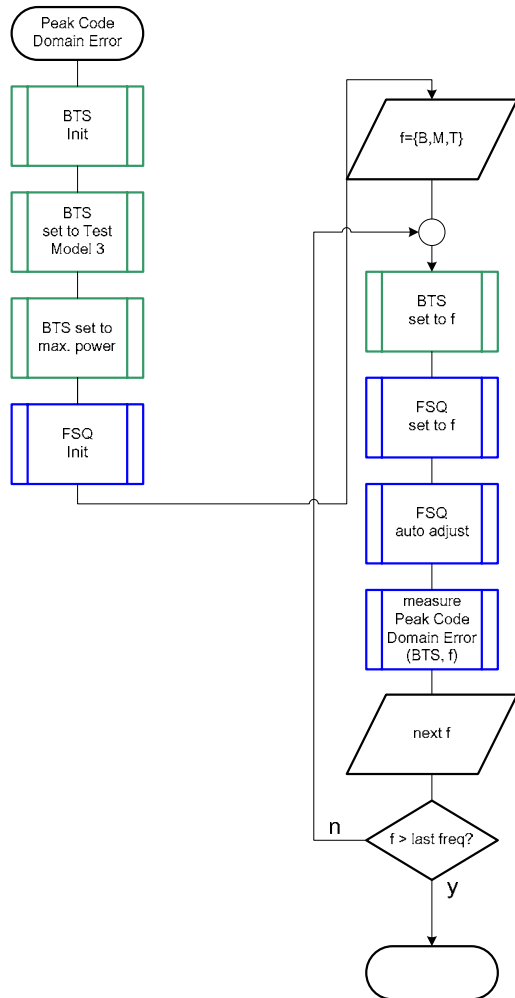 Peak Code
Domain Error
BTS
Init
BTS
set to Test
Model 3
BTS set to
max. power
FSQ
Init
f={B,M,T}
BTS
set to f
FSQ
set to f
FSQ
auto adjust
measure
Peak Code
Domain Error
(BTS, f)
next f
f > last freq?
n
y